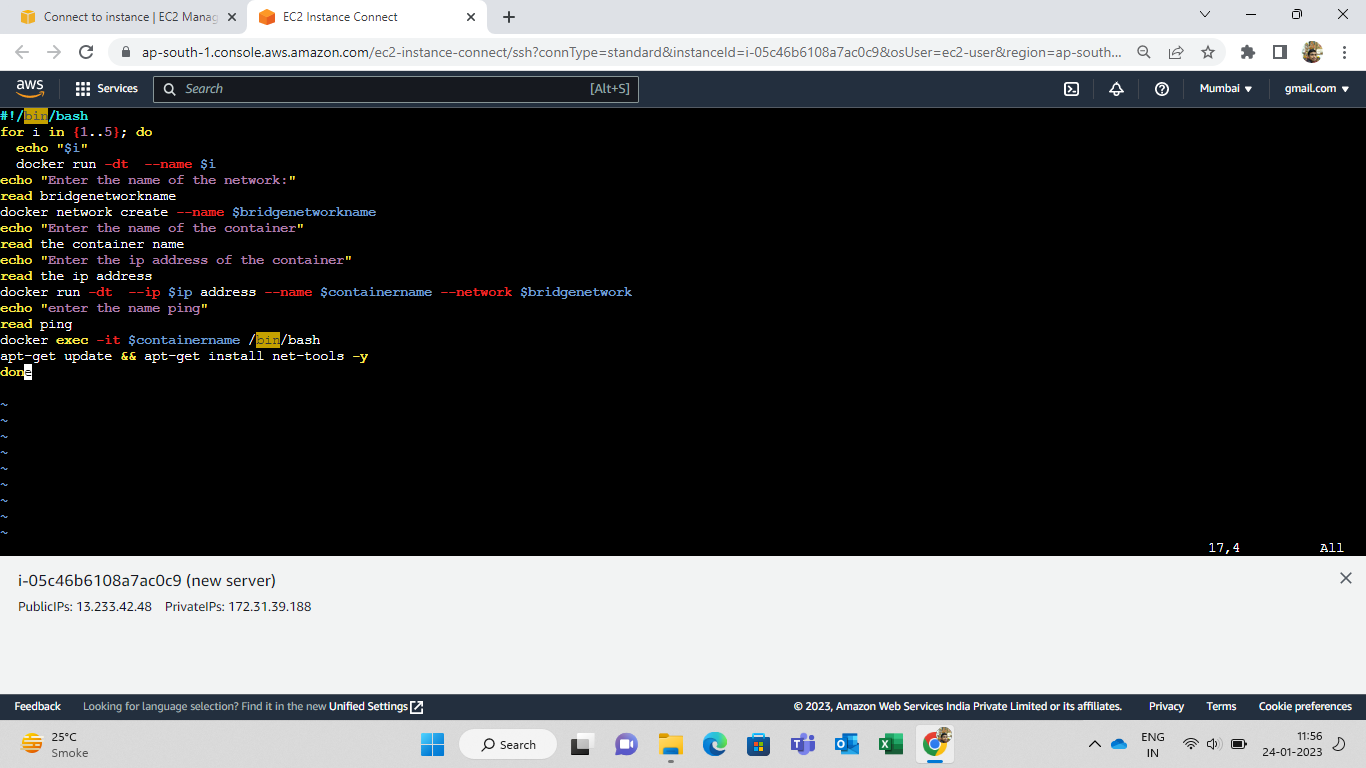 Connect to instance | EC2 Manag
EC2 Instance Connect
ap-south-1.console.aws.amazon.com/ec2-instance-connect/ssh?connType=standard&instanceId=i-05c46b6108a7ac0c9&osUser=ec2-user&region=ap-south...
aws
Services
Search
[Alt+S]
Mumbai
gmail.com
#!/bin/bash
for i in {1..5}; do
  echo "$i"
  docker run -dt  --name $i
echo "Enter the name of the network:"
read bridgenetworkname
docker network create --name $bridgenetworkname
echo "Enter the name of the container"
read the container name
echo "Enter the ip address of the container"
read the ip address
docker run -dt  --ip $ip address --name $containername --network $bridgenetwork
echo "enter the name ping"
read ping
docker exec -it $containername /bin/bash
apt-get update && apt-get install net-tools -y
done
~
~
~
~
~
~
~
~
~
17,4 All
i-05c46b6108a7ac0c9 (new server)
PublicIPs: 13.233.42.48 PrivateIPs: 172.31.39.188
Feedback
Looking for language selection? Find it in the new Unified Settings
© 2023, Amazon Web Services India Private Limited or its affiliates.
Privacy
Terms
Cookie preferences
25°C
Smoke
Search
ENG
IN
11:56
24-01-2023